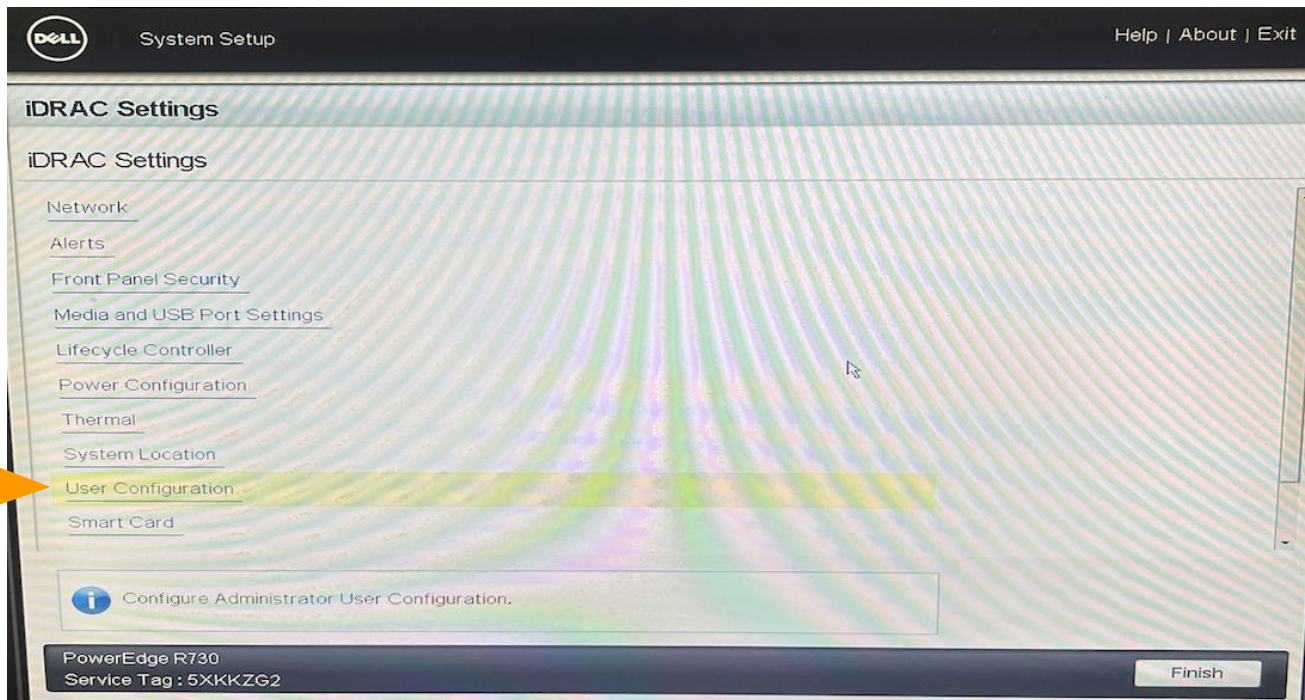 DELL
System Setup
Help | About | Exit
iDRAC Settings
iDRAC Settings
Network
Alerts
Front Panel Security
Media and USB Port Settings
Lifecycle Controller
Power Configuration
Thermal
System Location
User Configuration
Smart Card
i
Configure Administrator User Configuration.
PowerEdge R730
Service Tag : 5XKKZG2
Finish